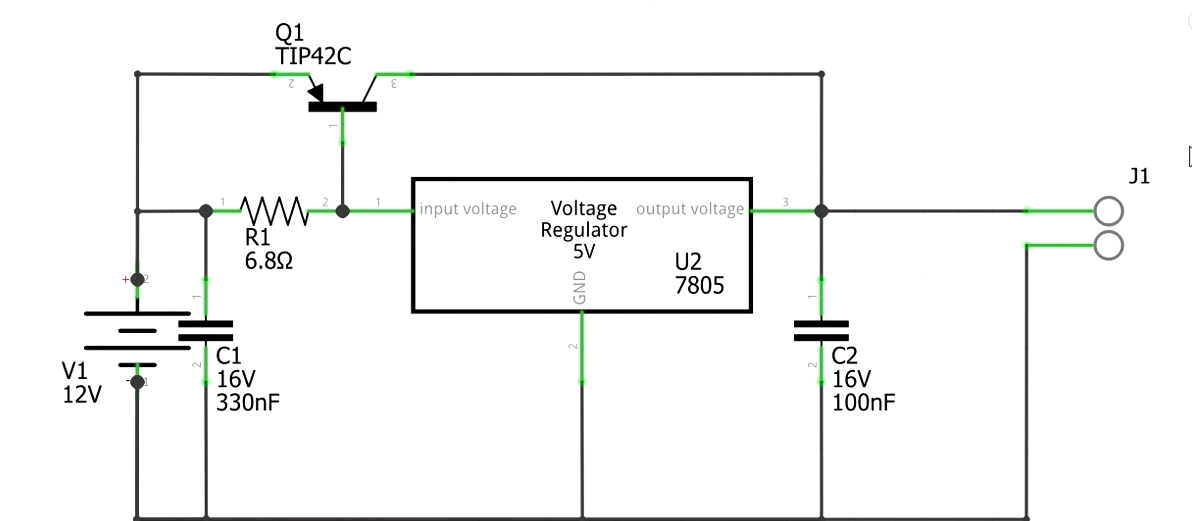 Q1
TIP42C
2
3
1
J1
1
2
1
input voltage
Voltage
Regulator
5V
output voltage
3
R1
6.8Ω
U2
7805
GND
+
2
1
1
2
V1
12V
-
1
C1
16V
330nF
2
2
C2
16V
100nF
2